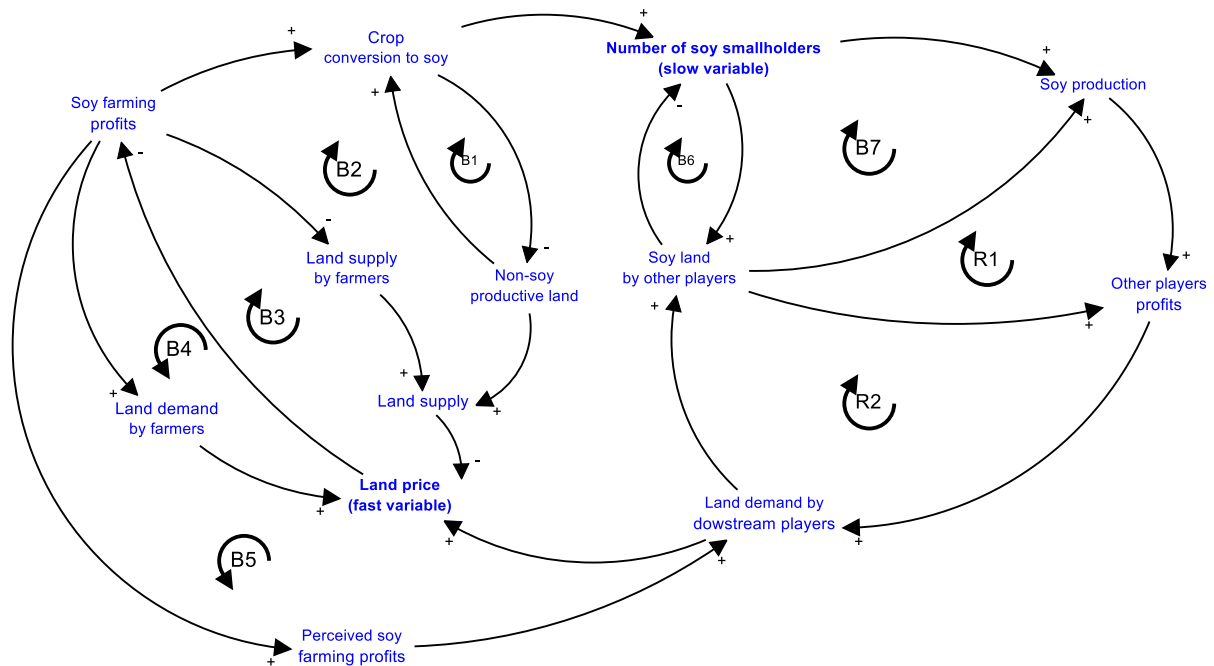 Crop
conversion to soy
Number of soy smallholders
(slow variable)
Soy production
Soy farming
profits
B2
B1
B6
B7
Land supply
by farmers
Non-soy
productive land
Soy land
by other players
R1
Other players
profits
B3
B4
Land demand
by farmers
Land supply
R2
Land price
(fast variable)
Land demand by
dowstream players
B5
Perceived soy
farming profits
+
+
+
+
-
-
+
-
+
-
+
+
+
+
+
+
+
-
+
+
+
+
+
+